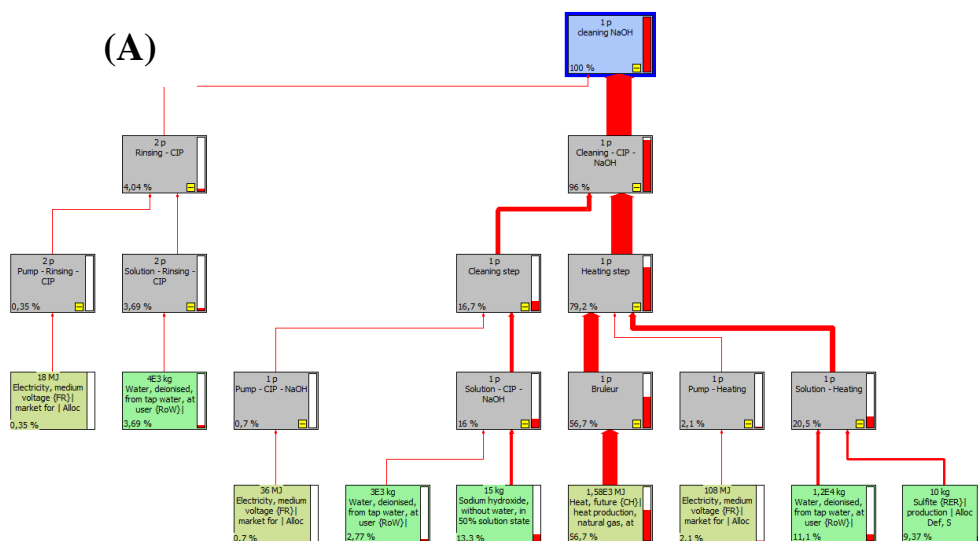 (A)
1 p
cleaning NaOH
100 %
2 p
Rinsing - CIP
4,04 %
1 p
Cleaning - CIP -
NaOH
96 %
2 p
Pump - Rinsing -
CIP
0,35 %
2 p
Solution - Rinsing -
CIP
3,69 %
1 p
Cleaning step
16,7 %
1 p
Heating step
79,2 %
18 MJ
Electricity, medium
voltage {FR}|
market for | Alloc
0,35 %
4E3 kg
Water, deionised,
from tap water, at
user {RoW}|
3,69 %
1 p
Pump - CIP - NaOH
0,7 %
1 p
Solution - CIP -
NaOH
16 %
1 p
Bruleur
56,7 %
1 p
Pump - Heating
2,1 %
1 p
Solution - Heating
20,5 %
36 MJ
Electricity, medium
voltage {FR}|
market for | Alloc
0,7 %
3E3 kg
Water, deionised,
from tap water, at
user {RoW}|
2,77 %
15 kg
Sodium hydroxide,
without water, in
50% solution state
13,3 %
1,58E3 MJ
Heat, future {CH}|
heat production,
natural gas, at
56,7 %
108 MJ
Electricity, medium
voltage {FR}|
market for | Alloc
2,1 %
1,2E4 kg
Water, deionised,
from tap water, at
user {RoW}|
11,1 %
10 kg
Sulfite {RER}|
production | Alloc
Def, S
9,37 %